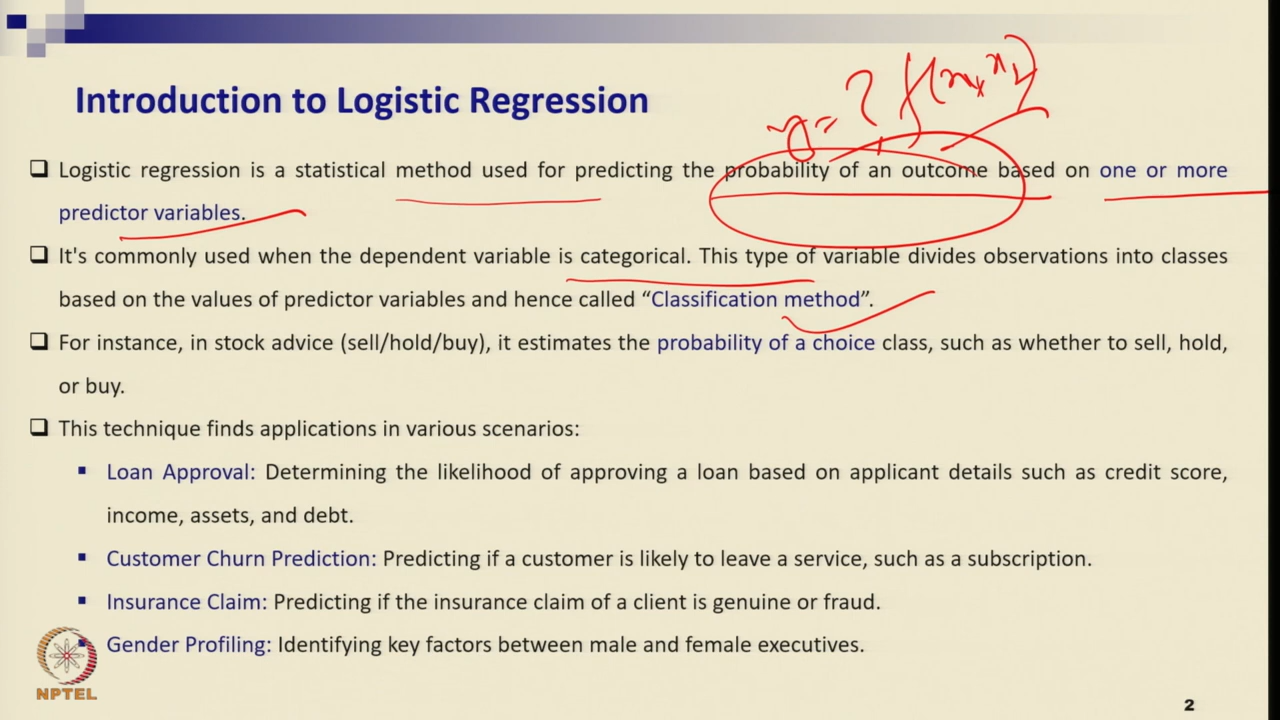 Introduction to Logistic Regression
y = ? f(x₁, x₂)
❑ Logistic regression is a statistical method used for predicting the probability of an outcome based on one or more
predictor variables.
❑ It's commonly used when the dependent variable is categorical. This type of variable divides observations into classes
based on the values of predictor variables and hence called “Classification method”.
❑ For instance, in stock advice (sell/hold/buy), it estimates the probability of a choice class, such as whether to sell, hold,
or buy.
❑ This technique finds applications in various scenarios:
▪ Loan Approval: Determining the likelihood of approving a loan based on applicant details such as credit score,
income, assets, and debt.
▪ Customer Churn Prediction: Predicting if a customer is likely to leave a service, such as a subscription.
▪ Insurance Claim: Predicting if the insurance claim of a client is genuine or fraud.
▪ Gender Profiling: Identifying key factors between male and female executives.
NPTEL
2